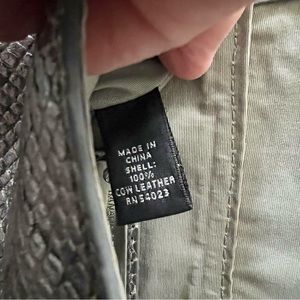 MADE IN
CHINA
SHELL:
100%
COW LEATHER
RN 54023